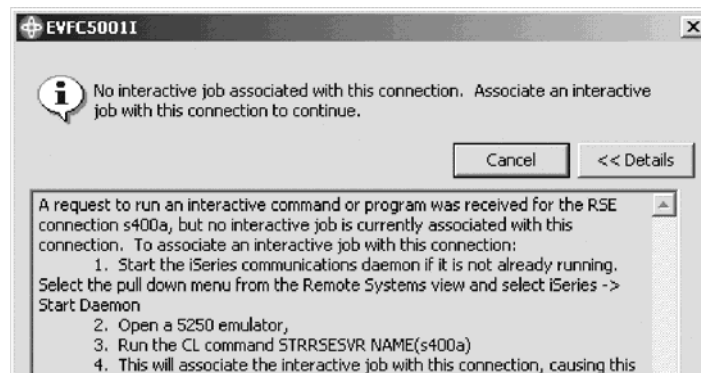 EVFC5001I
No interactive job associated with this connection. Associate an interactive
job with this connection to continue.
Cancel
<< Details
A request to run an interactive command or program was received for the RSE
connection s400a, but no interactive job is currently associated with this
connection. To associate an interactive job with this connection:
1. Start the iSeries communications daemon if it is not already running.
Select the pull down menu from the Remote Systems view and select iSeries ->
Start Daemon
2. Open a 5250 emulator,
3. Run the CL command STRRSESVR NAME(s400a)
4. This will associate the interactive job with this connection, causing this